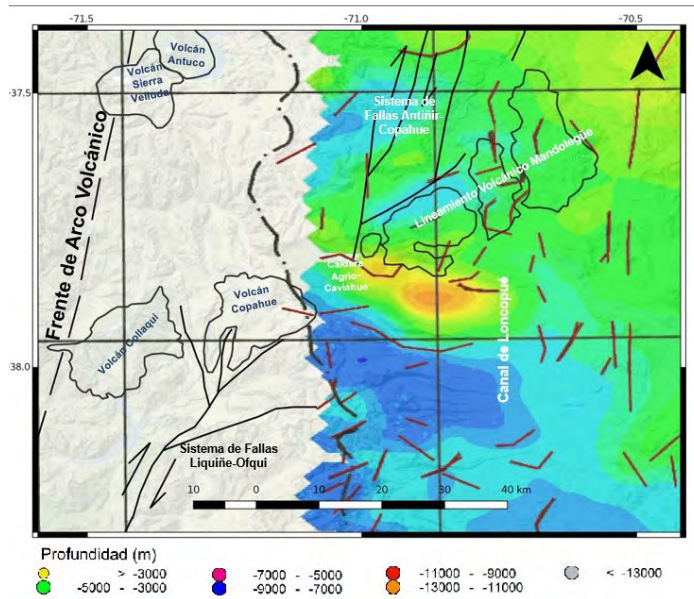 -71.5
-71.0
-70.5
-37.5
38.0
Volcán
Antuco
Volcán
Sierra
Velluda
Frente de Arco Volcánico
Sistema de
Fallas Antiñir-
Copahue
Lineamiento Volcánico Mandolegüe
Caldera
Agrio-
Caviahue
Volcán
Copahue
Volcán Collaqui
Canal de Loncopué
Sistema de Fallas
Liquiñe-Ofqui
10 0 10 20 30 40 km
Profundidad (m)
> -3000
-7000 - -5000
-11000 - -9000
< -13000
-5000 - -3000
-9000 - -7000
-13000 - -11000